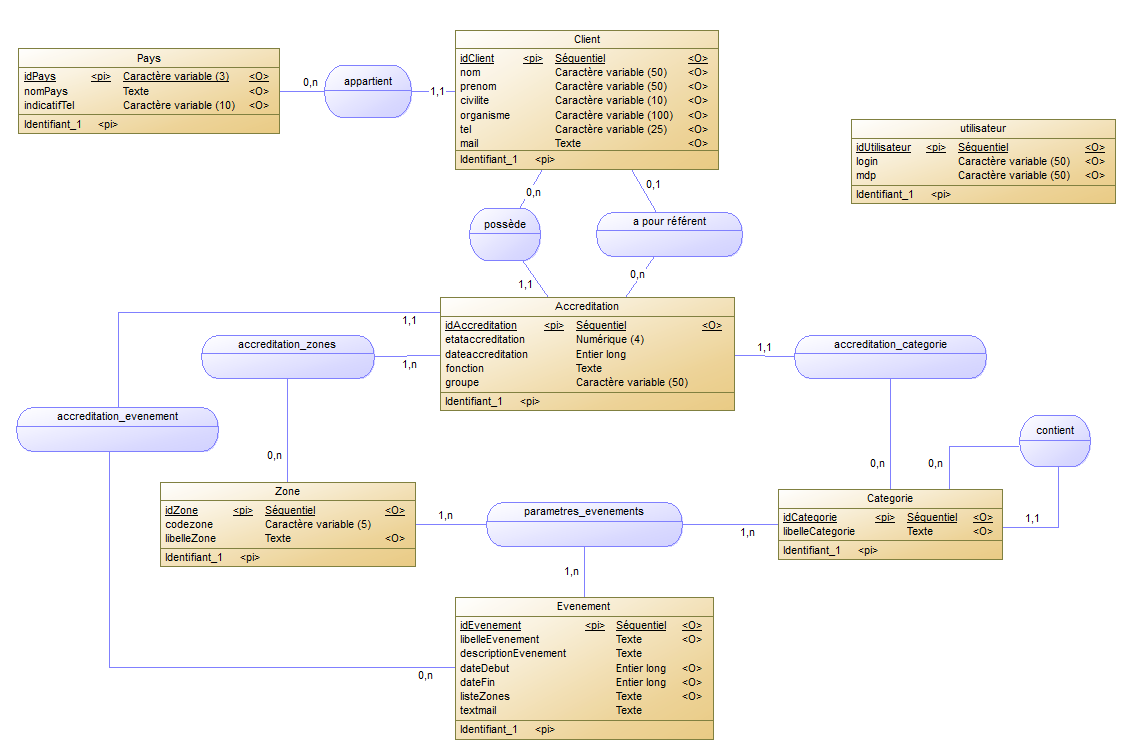 Client
idClient <pi> Séquentiel <O>
nom Caractère variable (50) <O>
prenom Caractère variable (50) <O>
civilite Caractère variable (10) <O>
organisme Caractère variable (100) <O>
tel Caractère variable (25) <O>
mail Texte <O>
Identifiant_1 <pi>
Pays
idPays <pi> Caractère variable (3) <O>
nomPays Texte <O>
indicatifTel Caractère variable (10) <O>
Identifiant_1 <pi>
0,n
appartient
1,1
utilisateur
idUtilisateur <pi> Séquentiel <O>
login Caractère variable (50) <O>
mdp Caractère variable (50) <O>
Identifiant_1 <pi>
0,n
0,1
possède
a pour référent
1,1
0,n
Accreditation
idAccreditation <pi> Séquentiel <O>
etataccreditation Numérique (4)
dateaccreditation Entier long
fonction Texte
groupe Caractère variable (50)
Identifiant_1 <pi>
1,1
accreditation_zones
1,n
1,1
accreditation_categorie
accreditation_evenement
contient
0,n
0,n
0,n
1,1
Zone
idZone <pi> Séquentiel <O>
codezone Caractère variable (5)
libelleZone Texte <O>
Identifiant_1 <pi>
1,n
parametres_evenements
1,n
1,n
Categorie
idCategorie <pi> Séquentiel <O>
libelleCategorie Texte <O>
Identifiant_1 <pi>
Evenement
idEvenement <pi> Séquentiel <O>
libelleEvenement Texte <O>
descriptionEvenement Texte
dateDebut Entier long <O>
dateFin Entier long <O>
listeZones Texte <O>
textmail Texte
Identifiant_1 <pi>
0,n